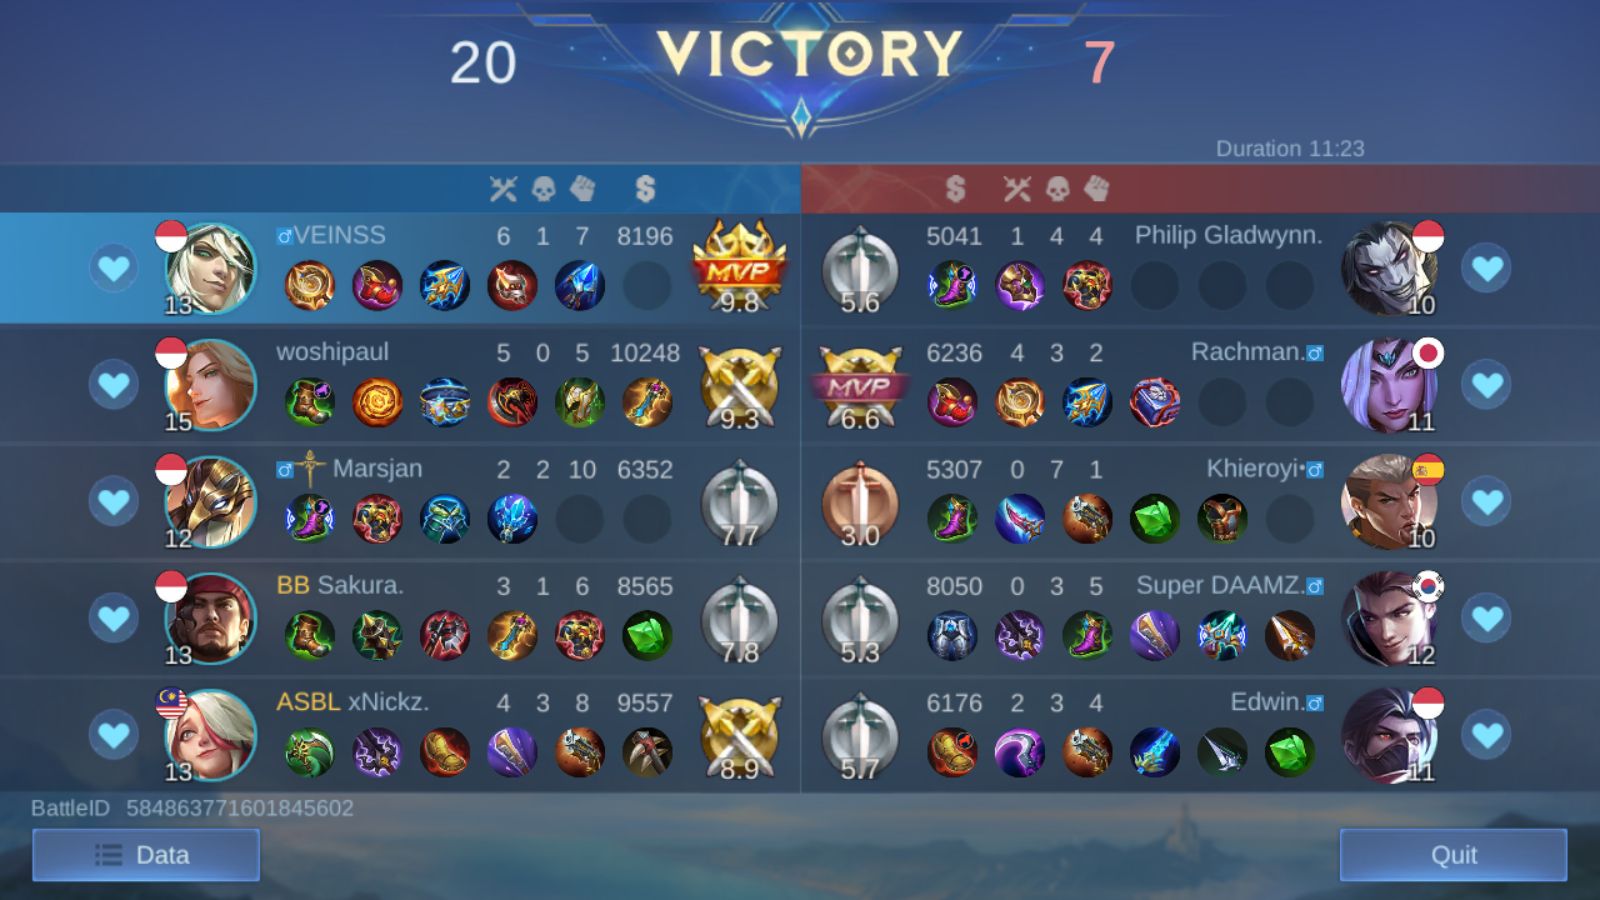 20 VICTORY 7
Duration 11:23
VEINSS 6 1 7 8196 MVP 9.8 13
5.6 5041 1 4 4 Philip Gladwynn. 10
woshipaul 5 0 5 10248 9.3 15
MVP 6.6 6236 4 3 2 Rachman. 11
Marsjan 2 2 10 6352 7.7 12
3.0 5307 0 7 1 Khieroyi• 10
BB Sakura. 3 1 6 8565 7.8 13
5.3 8050 0 3 5 Super DAAMZ. 12
ASBL xNickz. 4 3 8 9557 8.9 13
5.7 6176 2 3 4 Edwin. 11
BattleID 584863771601845602
Data
Quit